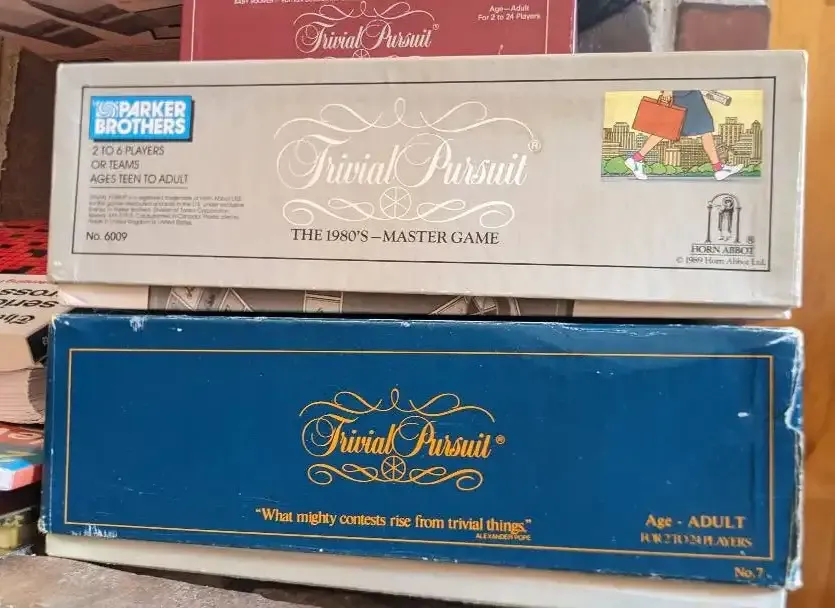 Age—Adult
For 2 to 24 Players
Trivial Pursuit®
PARKER
BROTHERS
2 TO 6 PLAYERS
OR TEAMS
AGES TEEN TO ADULT
No. 6009
Trivial Pursuit®
THE 1980'S—MASTER GAME
HORN ABBOT®
© 1989 Horn Abbot Ltd.
Trivial Pursuit®
“What mighty contests rise from trivial things.”
ALEXANDER POPE
Age - ADULT
FOR 2 TO 24 PLAYERS
No. 7